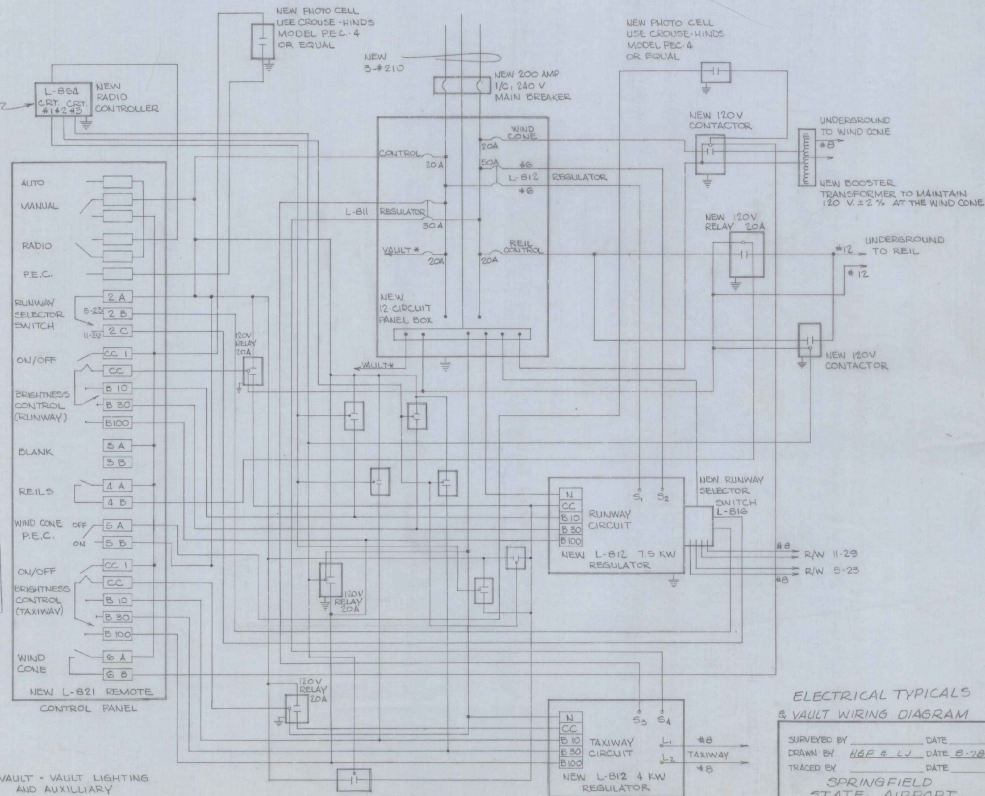 NEW PHOTO CELL
USE CROUSE-HINDS
MODEL P.E.C.-4
OR EQUAL
NEW
3-#2/0
NEW 200 AMP
1/C, 240 V
MAIN BREAKER
NEW PHOTO CELL
USE CROUSE-HINDS
MODEL PEC-4
OR EQUAL
L-854
CRT. CRT.
#1 #2 #3
NEW
RADIO
CONTROLLER
NEW 120V
CONTACTOR
UNDERGROUND
TO WIND CONE
#8
NEW BOOSTER
TRANSFORMER TO MAINTAIN
120 V ±2% AT THE WIND CONE
NEW 120V
RELAY 20A
UNDERGROUND
TO REIL
#12
#12
NEW 120V
CONTACTOR
CONTROL
20A
WIND
CONE
20A
50A
#6
L-812 REGULATOR
#6
L-811 REGULATOR
30A
VAULT*
20A
REIL
CONTROL
20A
NEW
12-CIRCUIT
PANEL BOX
VAULT*
AUTO
MANUAL
RADIO
P.E.C.
RUNWAY
SELECTOR
SWITCH
5-23
11-29
2 A
2 B
2 C
ON/OFF
CC 1
CC
BRIGHTNESS
CONTROL
(RUNWAY)
B 10
B 30
B100
BLANK
3 A
3 B
REILS
4 A
4 B
WIND CONE
P.E.C.
OFF
ON
5 A
5 B
ON/OFF
CC 1
BRIGHTNESS
CONTROL
(TAXIWAY)
CC
B 10
B 30
B 100
WIND
CONE
6 A
6 B
NEW L-821 REMOTE
CONTROL PANEL
120V
RELAY
20A
120V
RELAY
20A
120V
RELAY
20A
N
CC
B 10
B 30
B100
RUNWAY
CIRCUIT
S1 S2
NEW L-812 7.5 KW
REGULATOR
NON RUNWAY
SELECTOR
SWITCH
L-816
#8
R/W 11-29
R/W 5-23
#8
N
CC
B 10
B 30
B100
TAXIWAY
CIRCUIT
S3 S4
L1 #8
TAXIWAY
L2 #8
NEW L-812 4 KW
REGULATOR
VAULT - VAULT LIGHTING
AND AUXILLIARY
ELECTRICAL TYPICALS
& VAULT WIRING DIAGRAM
SURVEYED BY DATE
DRAWN BY H&P & LJ DATE 5-78
TRACED BY DATE
SPRINGFIELD
STATE AIRPORT